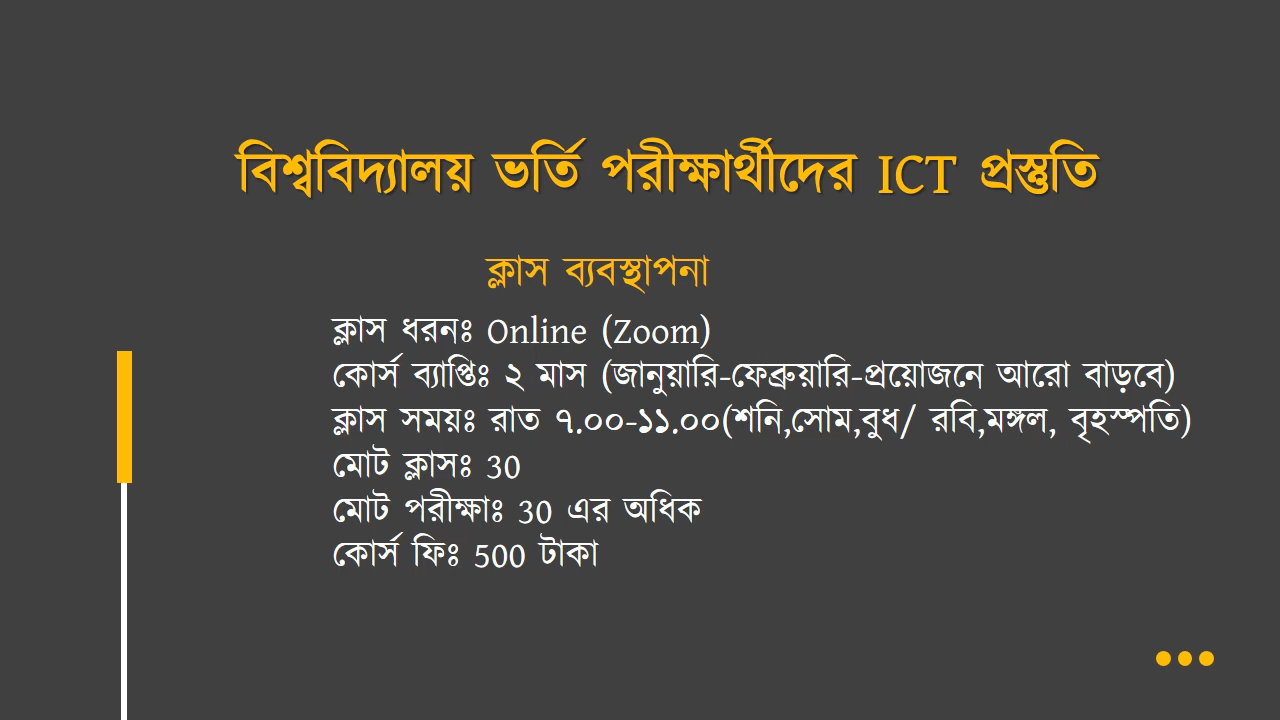 বিশ্ববিদ্যালয় ভর্তি পরীক্ষার্থীদের ICT প্রস্তুতি
ক্লাস ব্যবস্থাপনা
ক্লাস ধরনঃ Online (Zoom)
কোর্স ব্যাপ্তিঃ ২ মাস (জানুয়ারি-ফেব্রুয়ারি-প্রয়োজনে আরো বাড়বে)
ক্লাস সময়ঃ রাত ৭.০০-১১.০০(শনি,সোম,বুধ/ রবি,মঙ্গল, বৃহস্পতি)
মোট ক্লাসঃ 30
মোট পরীক্ষাঃ 30 এর অধিক
কোর্স ফিঃ 500 টাকা